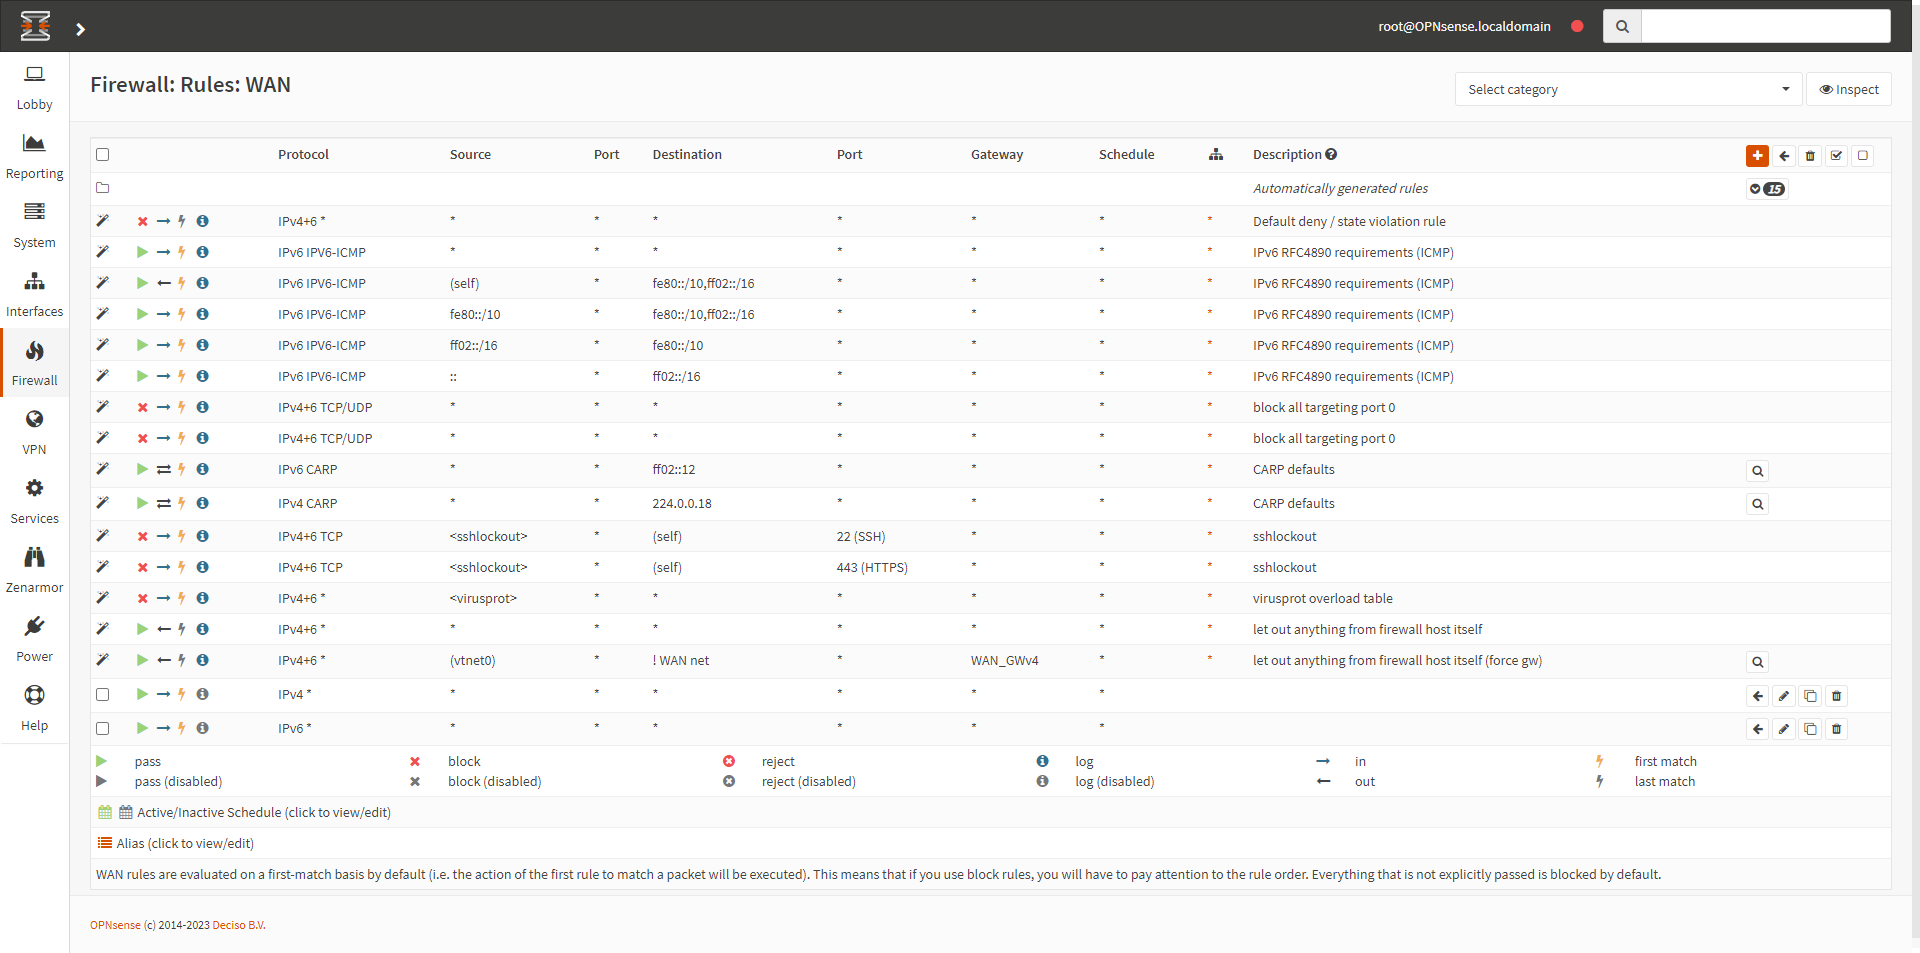 root@OPNsense.localdomain
Lobby
Reporting
System
Interfaces
Firewall
VPN
Services
Zenarmor
Power
Help
Firewall: Rules: WAN
Select category
Inspect
Protocol Source Port Destination Port Gateway Schedule Description
Automatically generated rules 15
IPv4+6 * * * * * * * * Default deny / state violation rule
IPv6 IPV6-ICMP * * * * * * * IPv6 RFC4890 requirements (ICMP)
IPv6 IPV6-ICMP (self) * fe80::/10,ff02::/16 * * * * IPv6 RFC4890 requirements (ICMP)
IPv6 IPV6-ICMP fe80::/10 * fe80::/10,ff02::/16 * * * * IPv6 RFC4890 requirements (ICMP)
IPv6 IPV6-ICMP ff02::/16 * fe80::/10 * * * * IPv6 RFC4890 requirements (ICMP)
IPv6 IPV6-ICMP :: * ff02::/16 * * * * IPv6 RFC4890 requirements (ICMP)
IPv4+6 TCP/UDP * * * * * * * block all targeting port 0
IPv4+6 TCP/UDP * * * * * * * block all targeting port 0
IPv6 CARP * * ff02::12 * * * * CARP defaults
IPv4 CARP * * 224.0.0.18 * * * * CARP defaults
IPv4+6 TCP <sshlockout> * (self) 22 (SSH) * * * sshlockout
IPv4+6 TCP <sshlockout> * (self) 443 (HTTPS) * * * sshlockout
IPv4+6 * <virusprot> * * * * * * virusprot overload table
IPv4+6 * * * * * * * * let out anything from firewall host itself
IPv4+6 * (vtnet0) * ! WAN net * WAN_GWv4 * * let out anything from firewall host itself (force gw)
IPv4 * * * * * * *
IPv6 * * * * * * *
pass block reject log in first match
pass (disabled) block (disabled) reject (disabled) log (disabled) out last match
Active/Inactive Schedule (click to view/edit)
Alias (click to view/edit)
WAN rules are evaluated on a first-match basis by default (i.e. the action of the first rule to match a packet will be executed). This means that if you use block rules, you will have to pay attention to the rule order. Everything that is not explicitly passed is blocked by default.
OPNsense (c) 2014-2023 Deciso B.V.